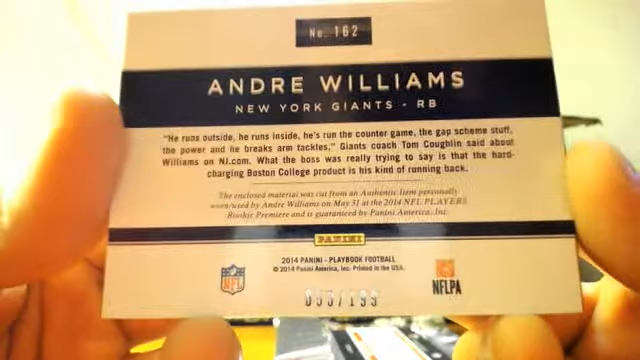 No. 162
ANDRE WILLIAMS
NEW YORK GIANTS - RB
"He runs outside, he runs inside, he's run the counter game, the gap scheme stuff,
the power and he breaks arm tackles," Giants coach Tom Coughlin said about
Williams on NJ.com. What the boss was really trying to say is that the hard-
charging Boston College product is his kind of running back.
The enclosed material was cut from an Authentic Item personally
worn/used by Andre Williams on May 31 at the 2014 NFL PLAYERS
Rookie Premiere and is guaranteed by Panini America, Inc.
PANINI
2014 PANINI - PLAYBOOK FOOTBALL
© 2014 Panini America, Inc. Printed in the USA.
NFL
NFLPA
/199